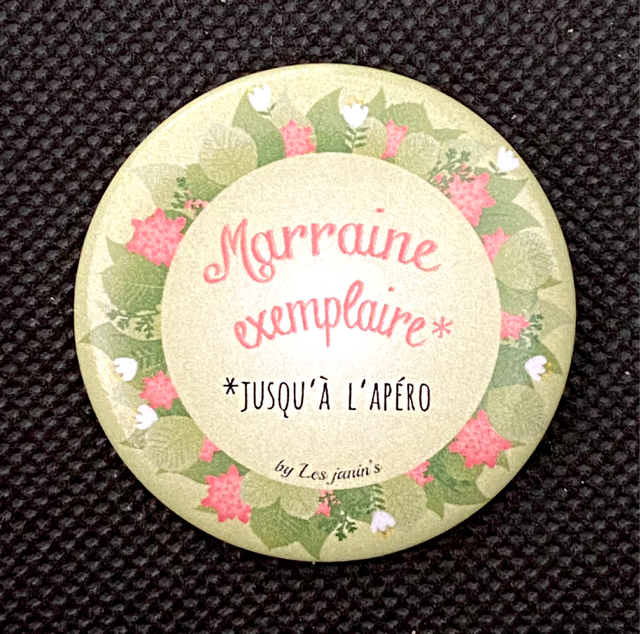 Marraine
exemplaire*
*JUSQU'À L'APÉRO
by Les janin's